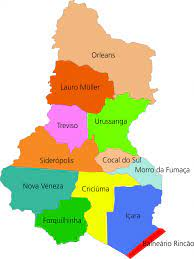 Orleans
Lauro Müller
Treviso
Urussanga
Siderópolis
Cocal do Sul
Morro da Fumaça
Nova Veneza
Criciúma
Içara
Forquilhinha
Balneário Rincão